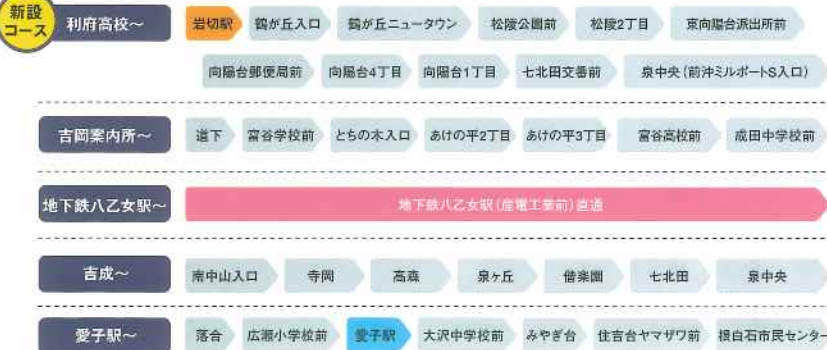 新設
コース
利府高校～ 岩切駅 鶴が丘入口 鶴が丘ニュータウン 松陵公園前 松陵2丁目 東向陽台派出所前
向陽台郵便局前 向陽台4丁目 向陽台1丁目 七北田交番前 泉中央（前沖ミルポートS入口）
吉岡案内所～ 道下 富谷学校前 とちの木入口 あけの平2丁目 あけの平3丁目 富谷高校前 成田中学校前
地下鉄八乙女駅～ 地下鉄八乙女駅（産電工業前）直通
吉成～ 南中山入口 寺岡 高森 泉ヶ丘 偕楽園 七北田 泉中央
愛子駅～ 落合 広瀬小学校前 愛子駅 大沢中学校前 みやぎ台 住吉台ヤマザワ前 根白石市民センター